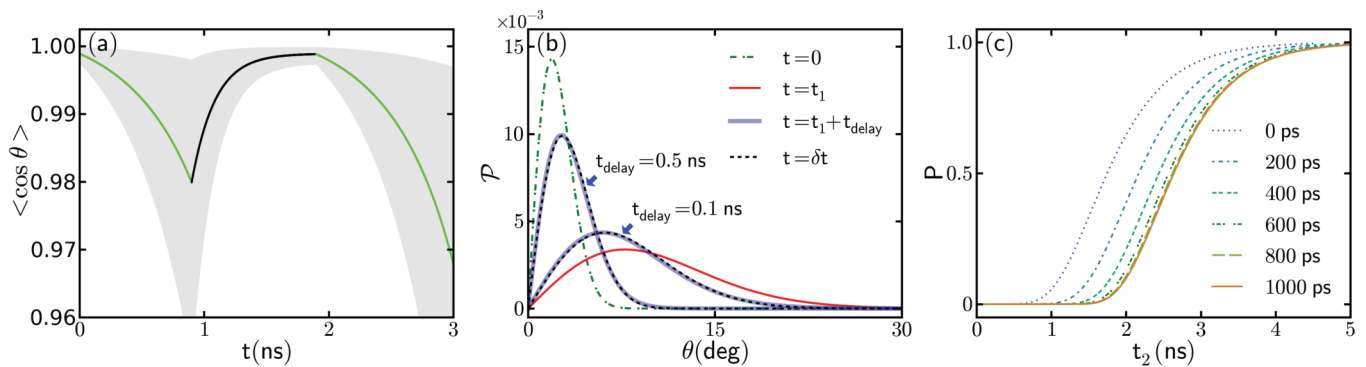 (a)
1.00
0.99
0.98
0.97
0.96
<cos θ>
0 1 2 3
t(ns)
×10⁻³
(b)
15
10
5
0
𝒫
t=0
t=t₁
t=t₁+t_delay
t=δt
t_delay=0.5 ns
t_delay=0.1 ns
0 15 30
θ(deg)
(c)
1.0
0.5
0
P
0 ps
200 ps
400 ps
600 ps
800 ps
1000 ps
0 1 2 3 4 5
t₂(ns)